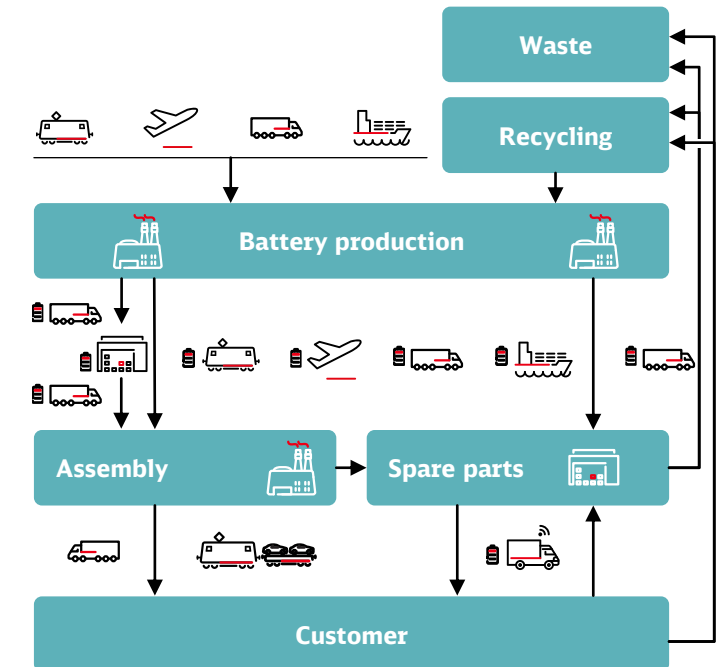 Waste
Recycling
Battery production
Assembly
Spare parts
Customer